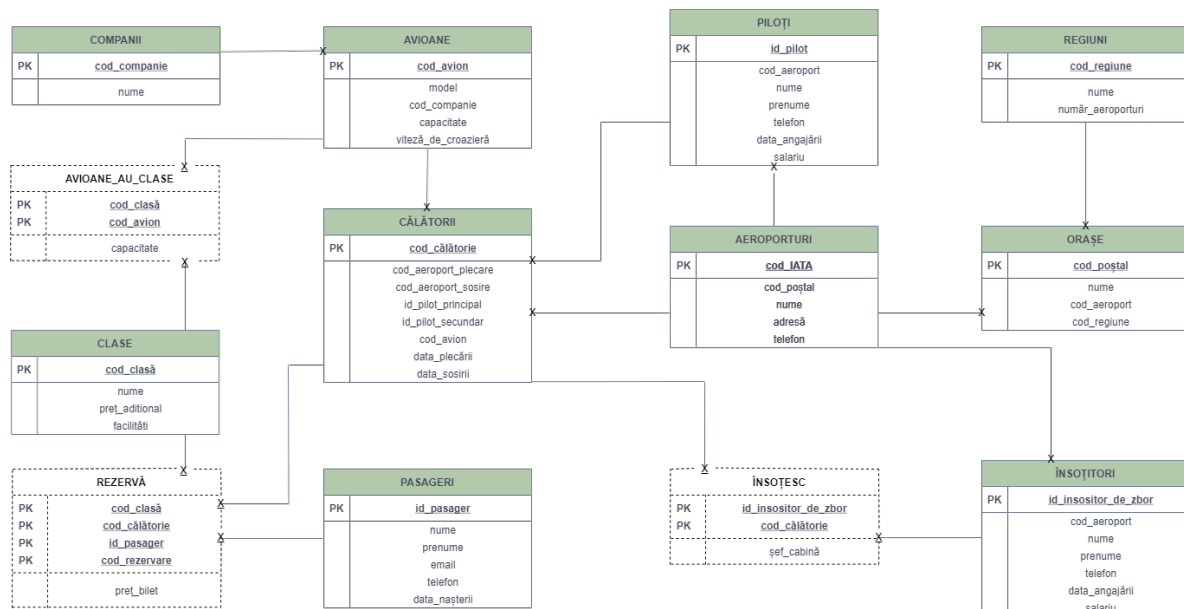 COMPANII
PK cod_companie
nume
AVIOANE
PK cod_avion
model
cod_companie
capacitate
viteză_de_croazieră
PILOȚI
PK id_pilot
cod_aeroport
nume
prenume
telefon
data_angajării
salariu
REGIUNI
PK cod_regiune
nume
număr_aeroporturi
AVIOANE_AU_CLASE
PK cod_clasă
PK cod_avion
capacitate
CĂLĂTORII
PK cod_călătorie
cod_aeroport_plecare
cod_aeroport_sosire
id_pilot_principal
id_pilot_secundar
cod_avion
data_plecării
data_sosirii
AEROPORTURI
PK cod_IATA
cod_poștal
nume
adresă
telefon
ORAȘE
PK cod_poștal
nume
cod_aeroport
cod_regiune
CLASE
PK cod_clasă
nume
preț_aditional
facilităti
REZERVĂ
PK cod_clasă
PK cod_călătorie
PK id_pasager
PK cod_rezervare
preț_bilet
PASAGERI
PK id_pasager
nume
prenume
email
telefon
data_nașterii
ÎNSOȚESC
PK id_insositor_de_zbor
PK cod_călătorie
șef_cabină
ÎNSOȚITORI
PK id_insositor_de_zbor
cod_aeroport
nume
prenume
telefon
data_angajării
salariu